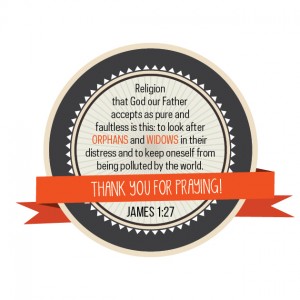 Religion
that God our Father
accepts as pure and
faultless is this: to look after
ORPHANS and WIDOWS in their
distress and to keep oneself from
being polluted by the world.
THANK YOU FOR PRAYING!
JAMES 1:27